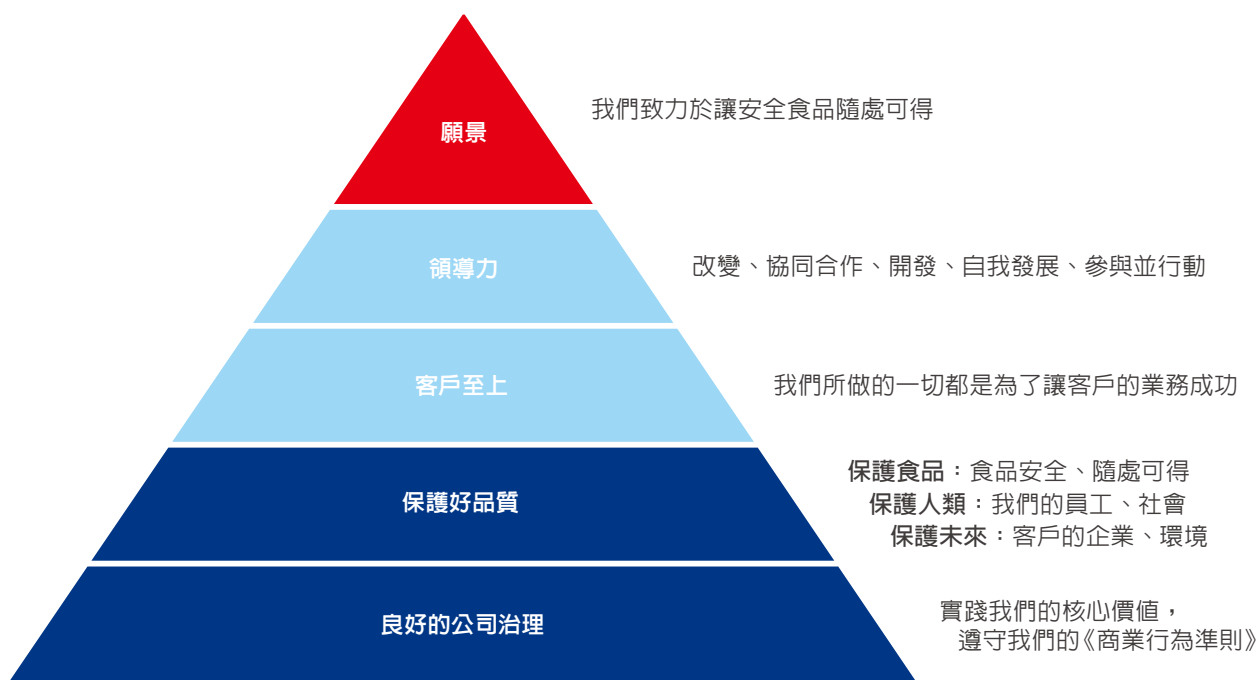 願景
我們致力於讓安全食品隨處可得
領導力
改變、協同合作、開發、自我發展、參與並行動
客戶至上
我們所做的一切都是為了讓客戶的業務成功
保護好品質
保護食品：食品安全、隨處可得
保護人類：我們的員工、社會
保護未來：客戶的企業、環境
良好的公司治理
實踐我們的核心價值，
遵守我們的《商業行為準則》